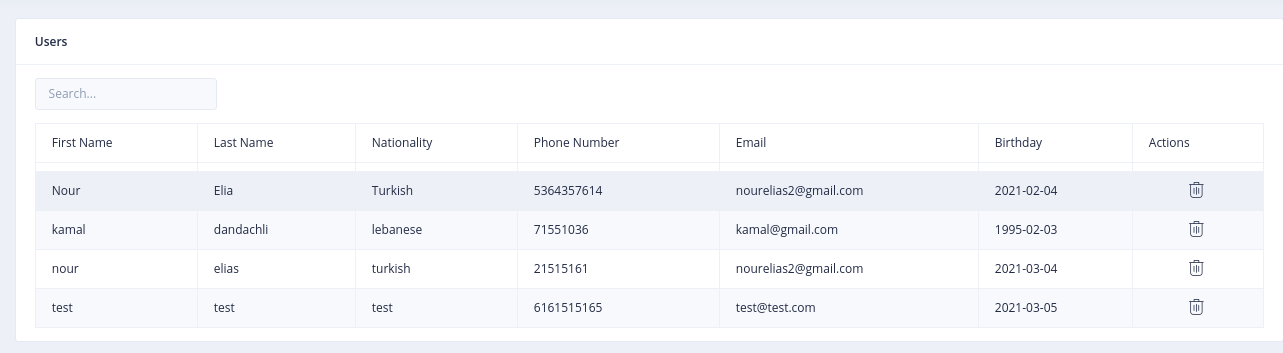 Users
Search...
First Name Last Name Nationality Phone Number Email Birthday Actions
Nour Elia Turkish 5364357614 nourelias2@gmail.com 2021-02-04
kamal dandachli lebanese 71551036 kamal@gmail.com 1995-02-03
nour elias turkish 21515161 nourelias2@gmail.com 2021-03-04
test test test 6161515165 test@test.com 2021-03-05